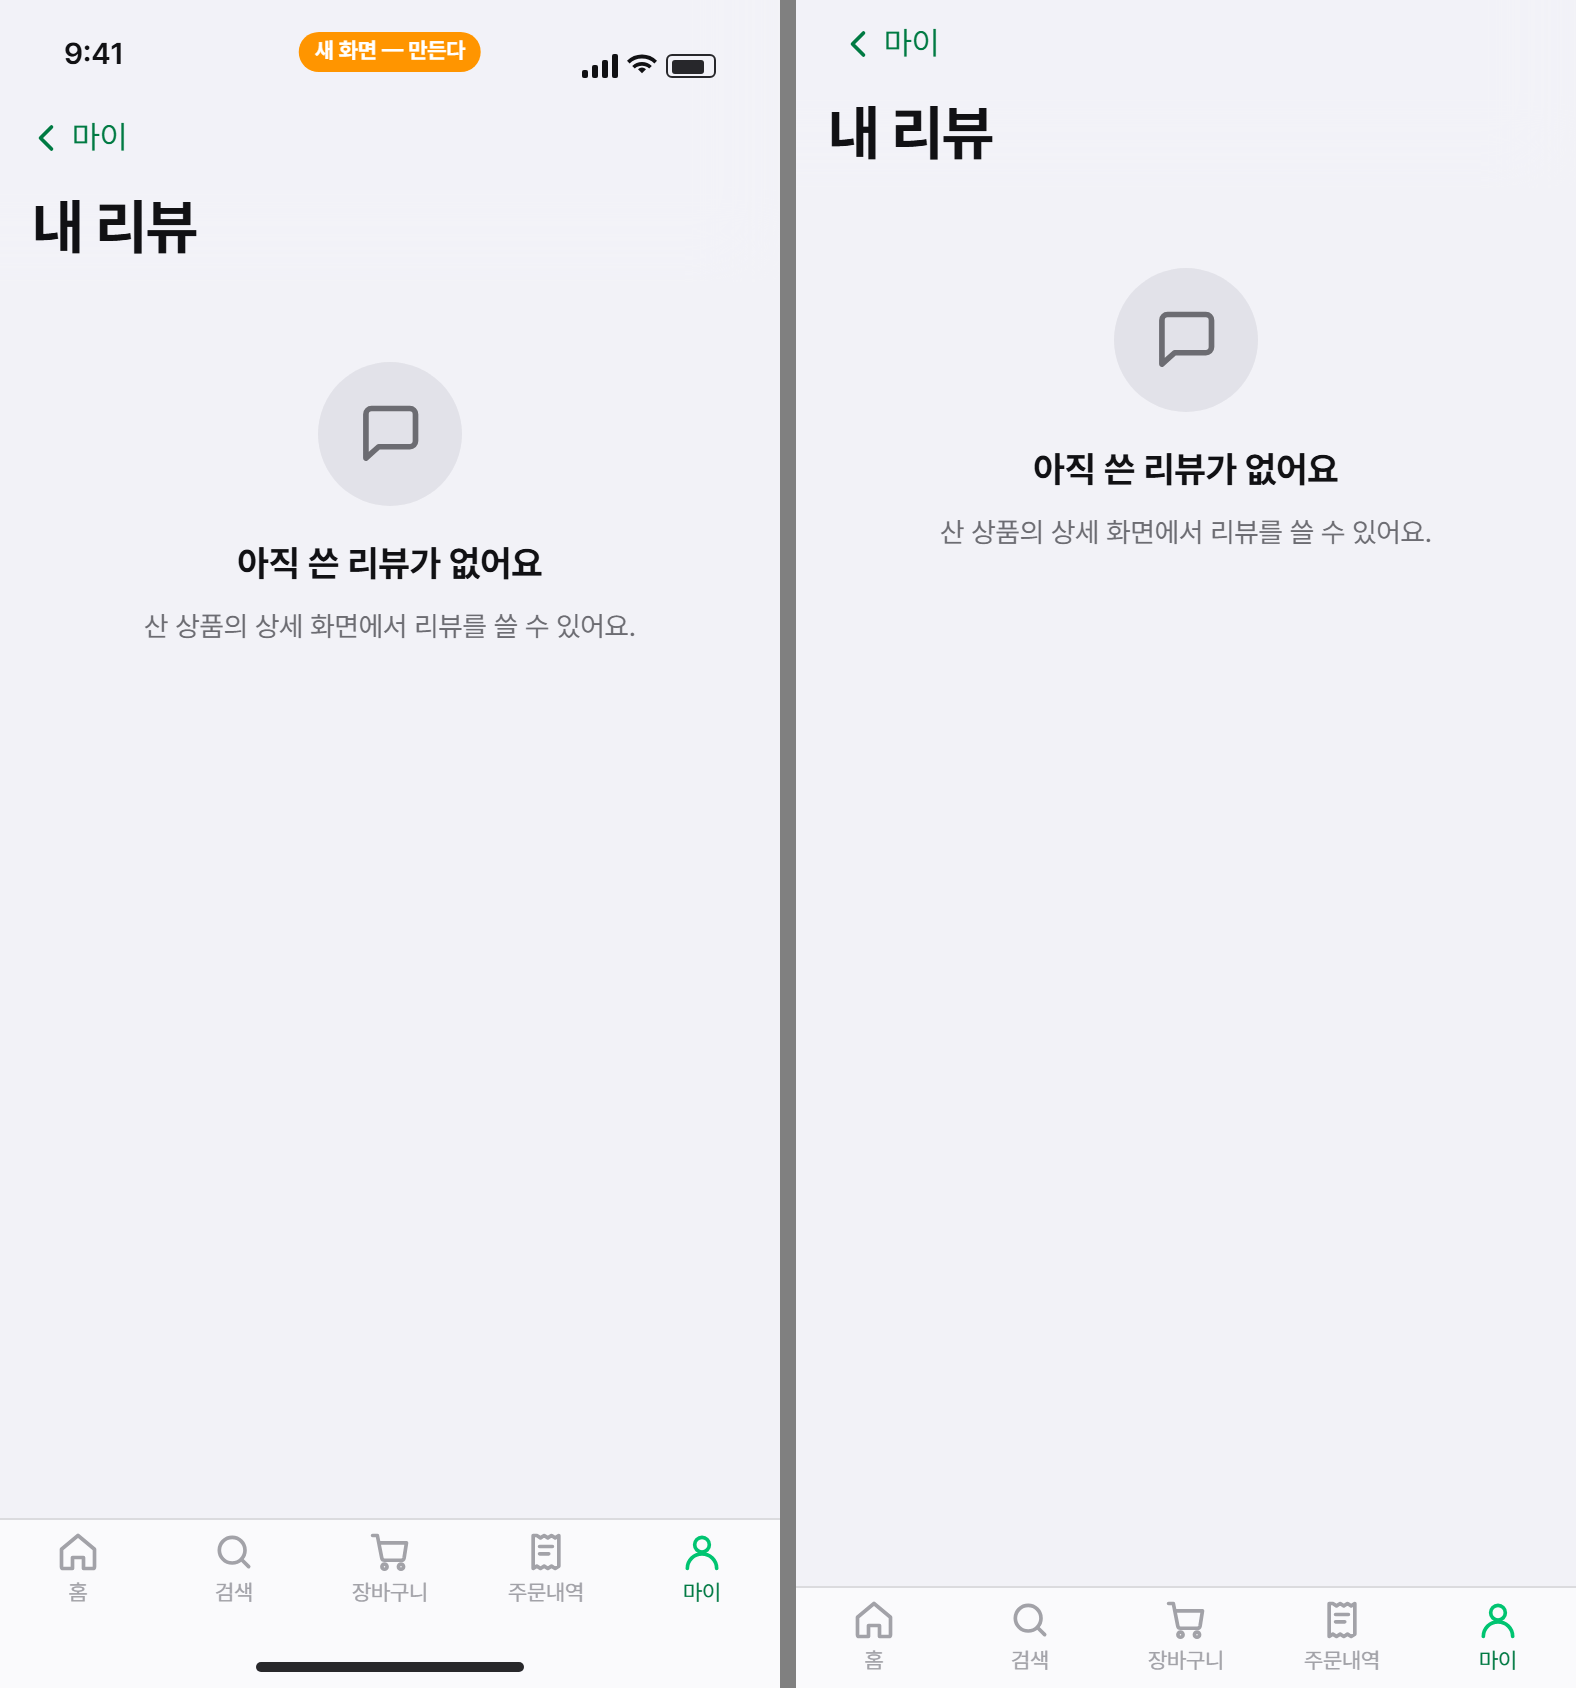 9:41
새 화면 — 만든다
마이
내 리뷰
아직 쓴 리뷰가 없어요
산 상품의 상세 화면에서 리뷰를 쓸 수 있어요.
홈
검색
장바구니
주문내역
마이
마이
내 리뷰
아직 쓴 리뷰가 없어요
산 상품의 상세 화면에서 리뷰를 쓸 수 있어요.
홈
검색
장바구니
주문내역
마이